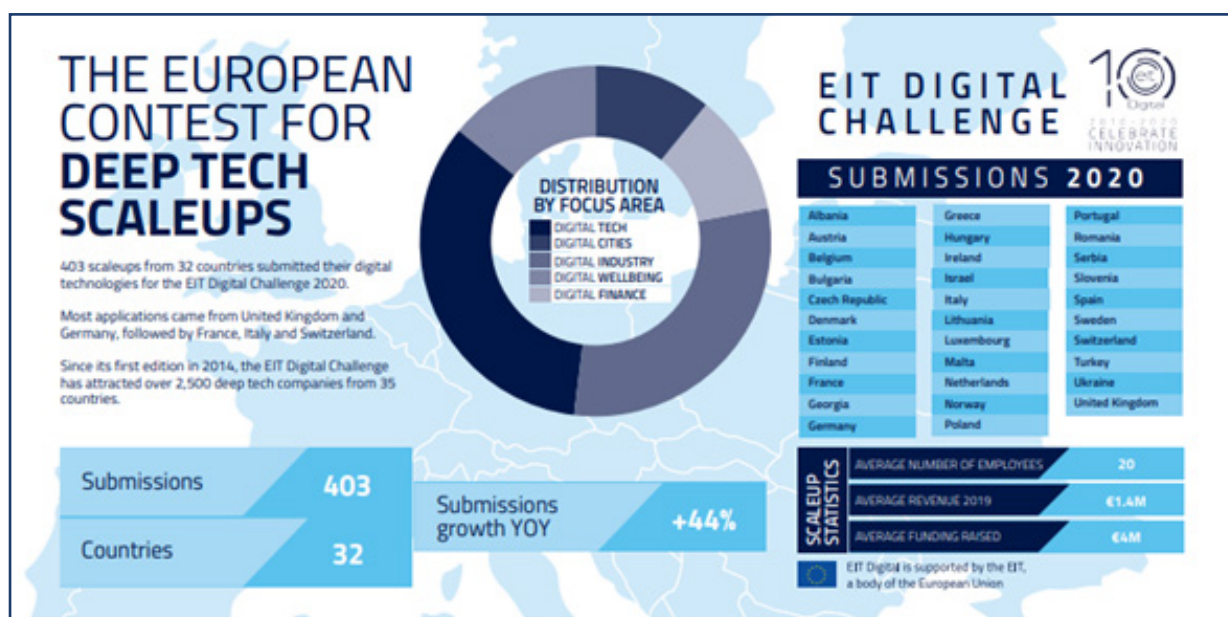 THE EUROPEAN
CONTEST FOR
DEEP TECH
SCALEUPS
403 scaleups from 32 countries submitted their digital
technologies for the EIT Digital Challenge 2020.
Most applications came from United Kingdom and
Germany, followed by France, Italy and Switzerland.
Since its first edition in 2014, the EIT Digital Challenge
has attracted over 2,500 deep tech companies from 35
countries.
Submissions
403
Countries
32
DISTRIBUTION
BY FOCUS AREA
DIGITAL TECH
DIGITAL CITIES
DIGITAL INDUSTRY
DIGITAL WELLBEING
DIGITAL FINANCE
Submissions
growth YOY
+44%
EIT DIGITAL
CHALLENGE
10
eit
Digital
2010-2020
CELEBRATE
INNOVATION
SUBMISSIONS 2020
Albania
Austria
Belgium
Bulgaria
Czech Republic
Denmark
Estonia
Finland
France
Georgia
Germany
Greece
Hungary
Ireland
Israel
Italy
Lithuania
Luxembourg
Malta
Netherlands
Norway
Poland
Portugal
Romania
Serbia
Slovenia
Spain
Sweden
Switzerland
Turkey
Ukraine
United Kingdom
SCALEUP
STATISTICS
AVERAGE NUMBER OF EMPLOYEES
20
AVERAGE REVENUE 2019
€1.4M
AVERAGE FUNDING RAISED
€4M
EIT Digital is supported by the EIT,
a body of the European Union